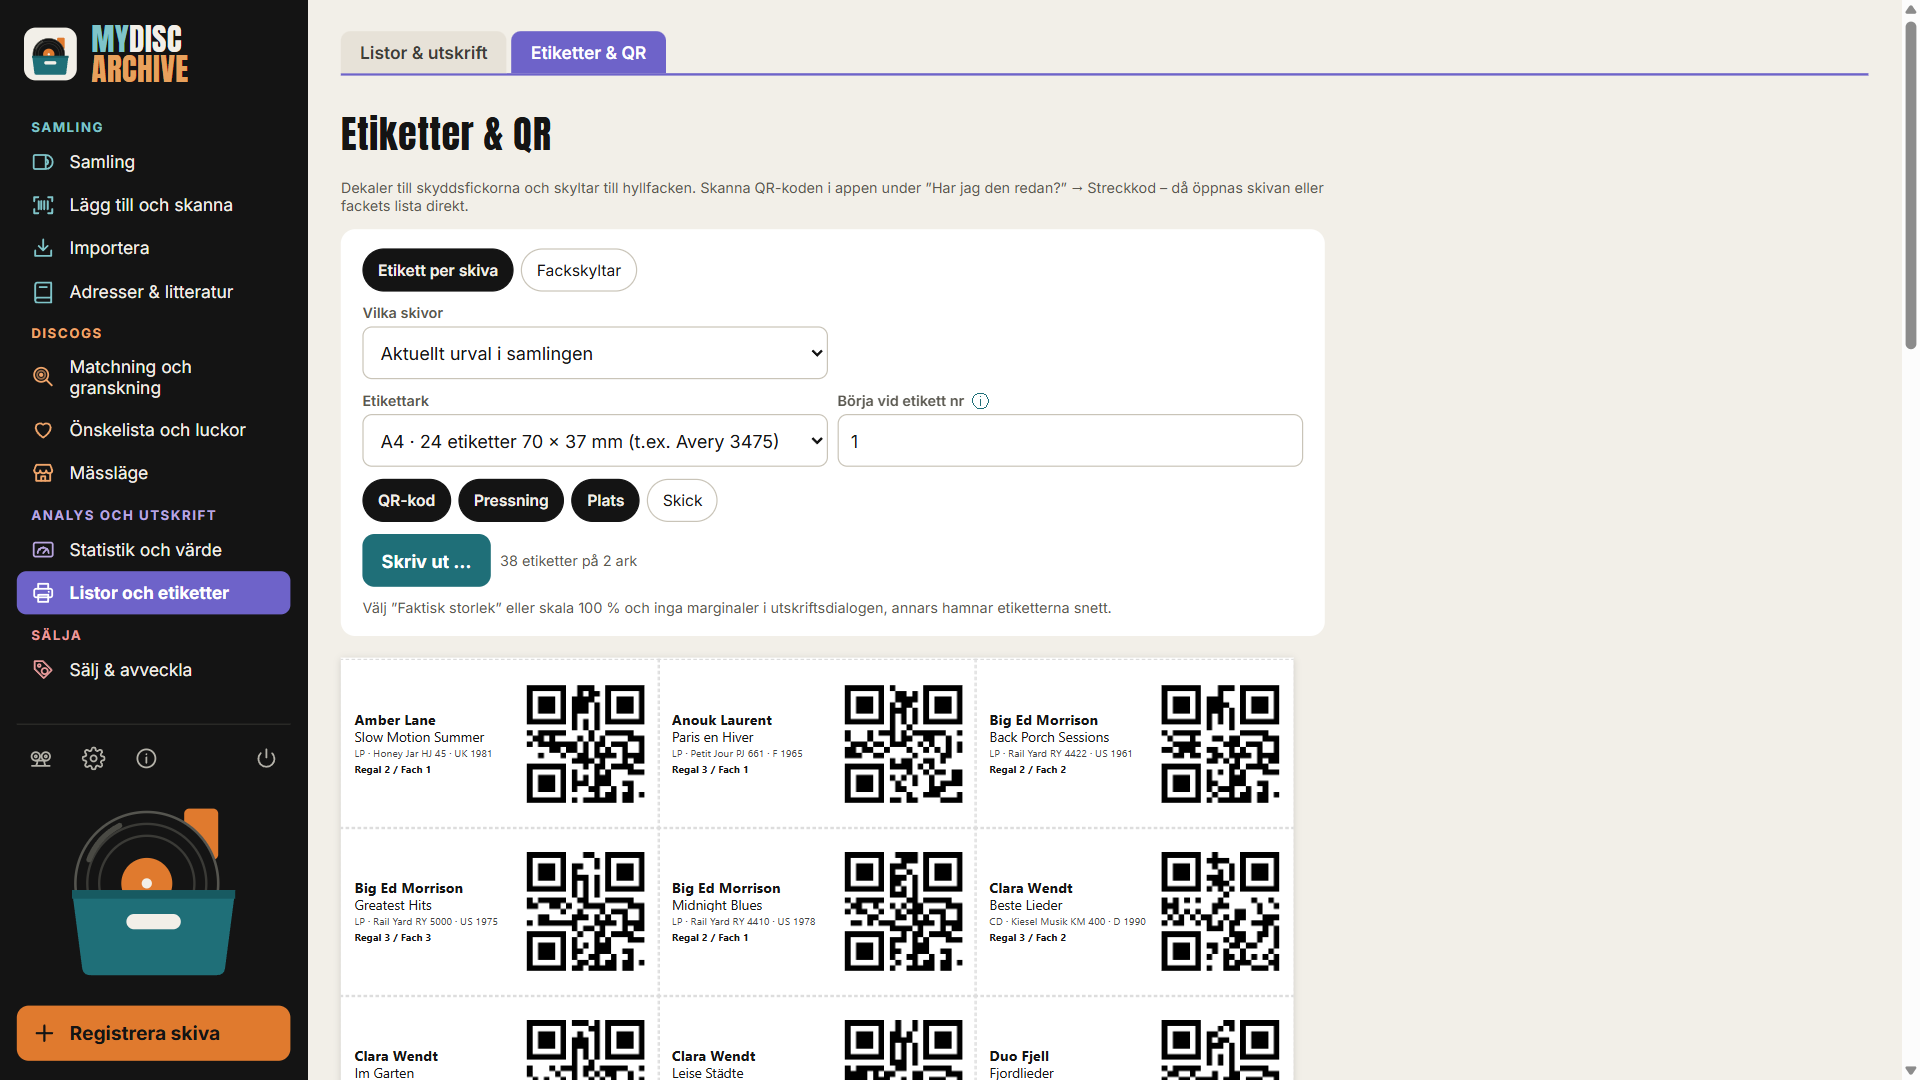 MYDISC
ARCHIVE
SAMLING
Samling
Lägg till och skanna
Importera
Adresser & litteratur
DISCOGS
Matchning och
granskning
Önskelista och luckor
Mässläge
ANALYS OCH UTSKRIFT
Statistik och värde
Listor och etiketter
SÄLJA
Sälj & avveckla
Registrera skiva
Listor & utskrift
Etiketter & QR
Etiketter & QR
Dekaler till skyddsfickorna och skyltar till hyllfacken. Skanna QR-koden i appen under ”Har jag den redan?” → Streckkod – då öppnas skivan eller
fackets lista direkt.
Etikett per skiva
Fackskyltar
Vilka skivor
Aktuellt urval i samlingen
Etikettark
Börja vid etikett nr
A4 · 24 etiketter 70 × 37 mm (t.ex. Avery 3475)
1
QR-kod
Pressning
Plats
Skick
Skriv ut ...
38 etiketter på 2 ark
Välj ”Faktisk storlek” eller skala 100 % och inga marginaler i utskriftsdialogen, annars hamnar etiketterna snett.
Amber Lane
Slow Motion Summer
LP · Honey Jar HJ 45 · UK 1981
Regal 2 / Fach 1
Anouk Laurent
Paris en Hiver
LP · Petit Jour PJ 661 · F 1965
Regal 3 / Fach 1
Big Ed Morrison
Back Porch Sessions
LP · Rail Yard RY 4422 · US 1961
Regal 2 / Fach 2
Big Ed Morrison
Greatest Hits
LP · Rail Yard RY 5000 · US 1975
Regal 3 / Fach 3
Big Ed Morrison
Midnight Blues
LP · Rail Yard RY 4410 · US 1978
Regal 2 / Fach 1
Clara Wendt
Beste Lieder
CD · Kiesel Musik KM 400 · D 1990
Regal 3 / Fach 2
Clara Wendt
Im Garten
Clara Wendt
Leise Städte
Duo Fjell
Fjordlieder